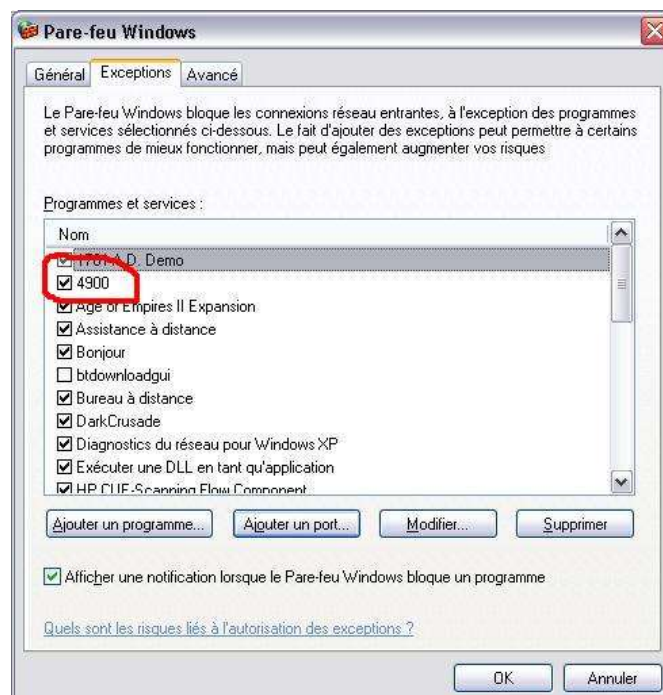 Pare-feu Windows
Général Exceptions Avancé
Le Pare-feu Windows bloque les connexions réseau entrantes, à l'exception des programmes
et services sélectionnés ci-dessous. Le fait d'ajouter des exceptions peut permettre à certains
programmes de mieux fonctionner, mais peut également augmenter vos risques
Programmes et services :
Nom
1701 A.D. Demo
4900
Age of Empires II Expansion
Assistance à distance
Bonjour
btdownloadgui
Bureau à distance
DarkCrusade
Diagnostics du réseau pour Windows XP
Exécuter une DLL en tant qu'application
HP CUE-Scanning Flow Component
Ajouter un programme... Ajouter un port... Modifier... Supprimer
Afficher une notification lorsque le Pare-feu Windows bloque un programme
Quels sont les risques liés à l'autorisation des exceptions ?
OK Annuler